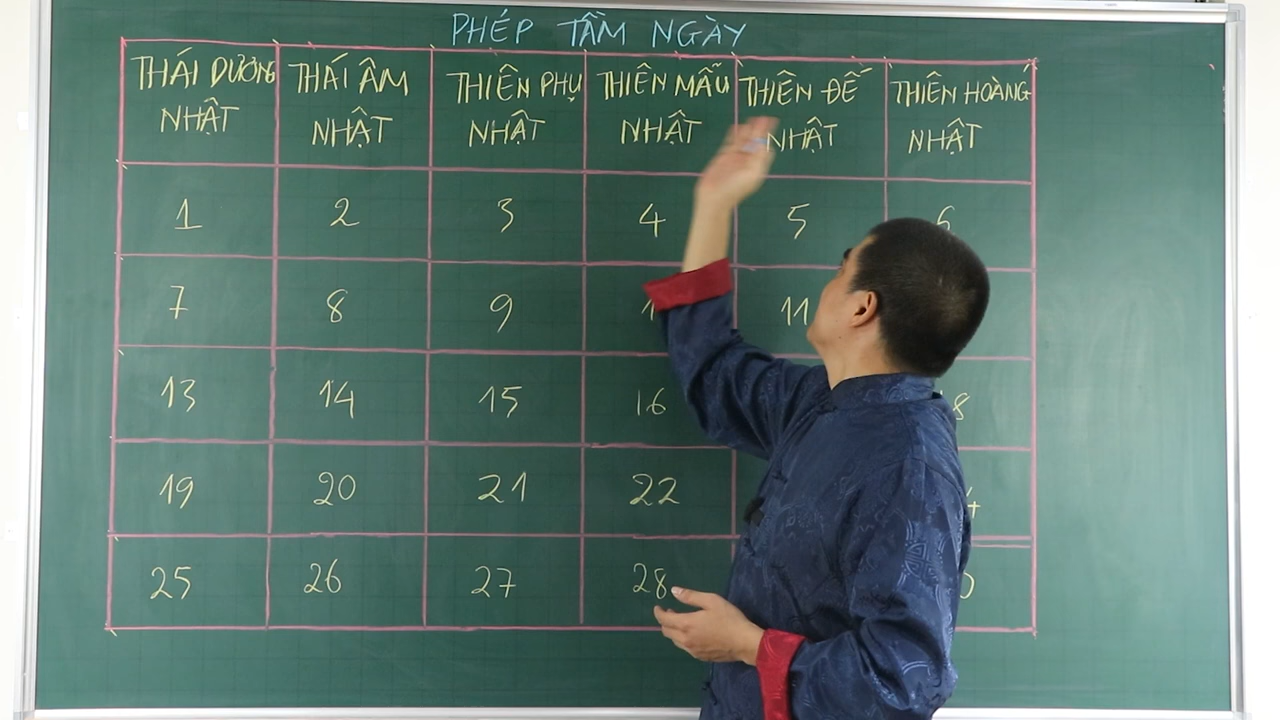 PHÉP TẦM NGÀY
THÁI DƯƠNG NHẬT THÁI ÂM NHẬT THIÊN PHỤ NHẬT THIÊN MẪU NHẬT THIÊN ĐẾ NHẬT THIÊN HOÀNG NHẬT
1 2 3 4 5 6
7 8 9 11
13 14 15 16
19 20 21 22
25 26 27 28